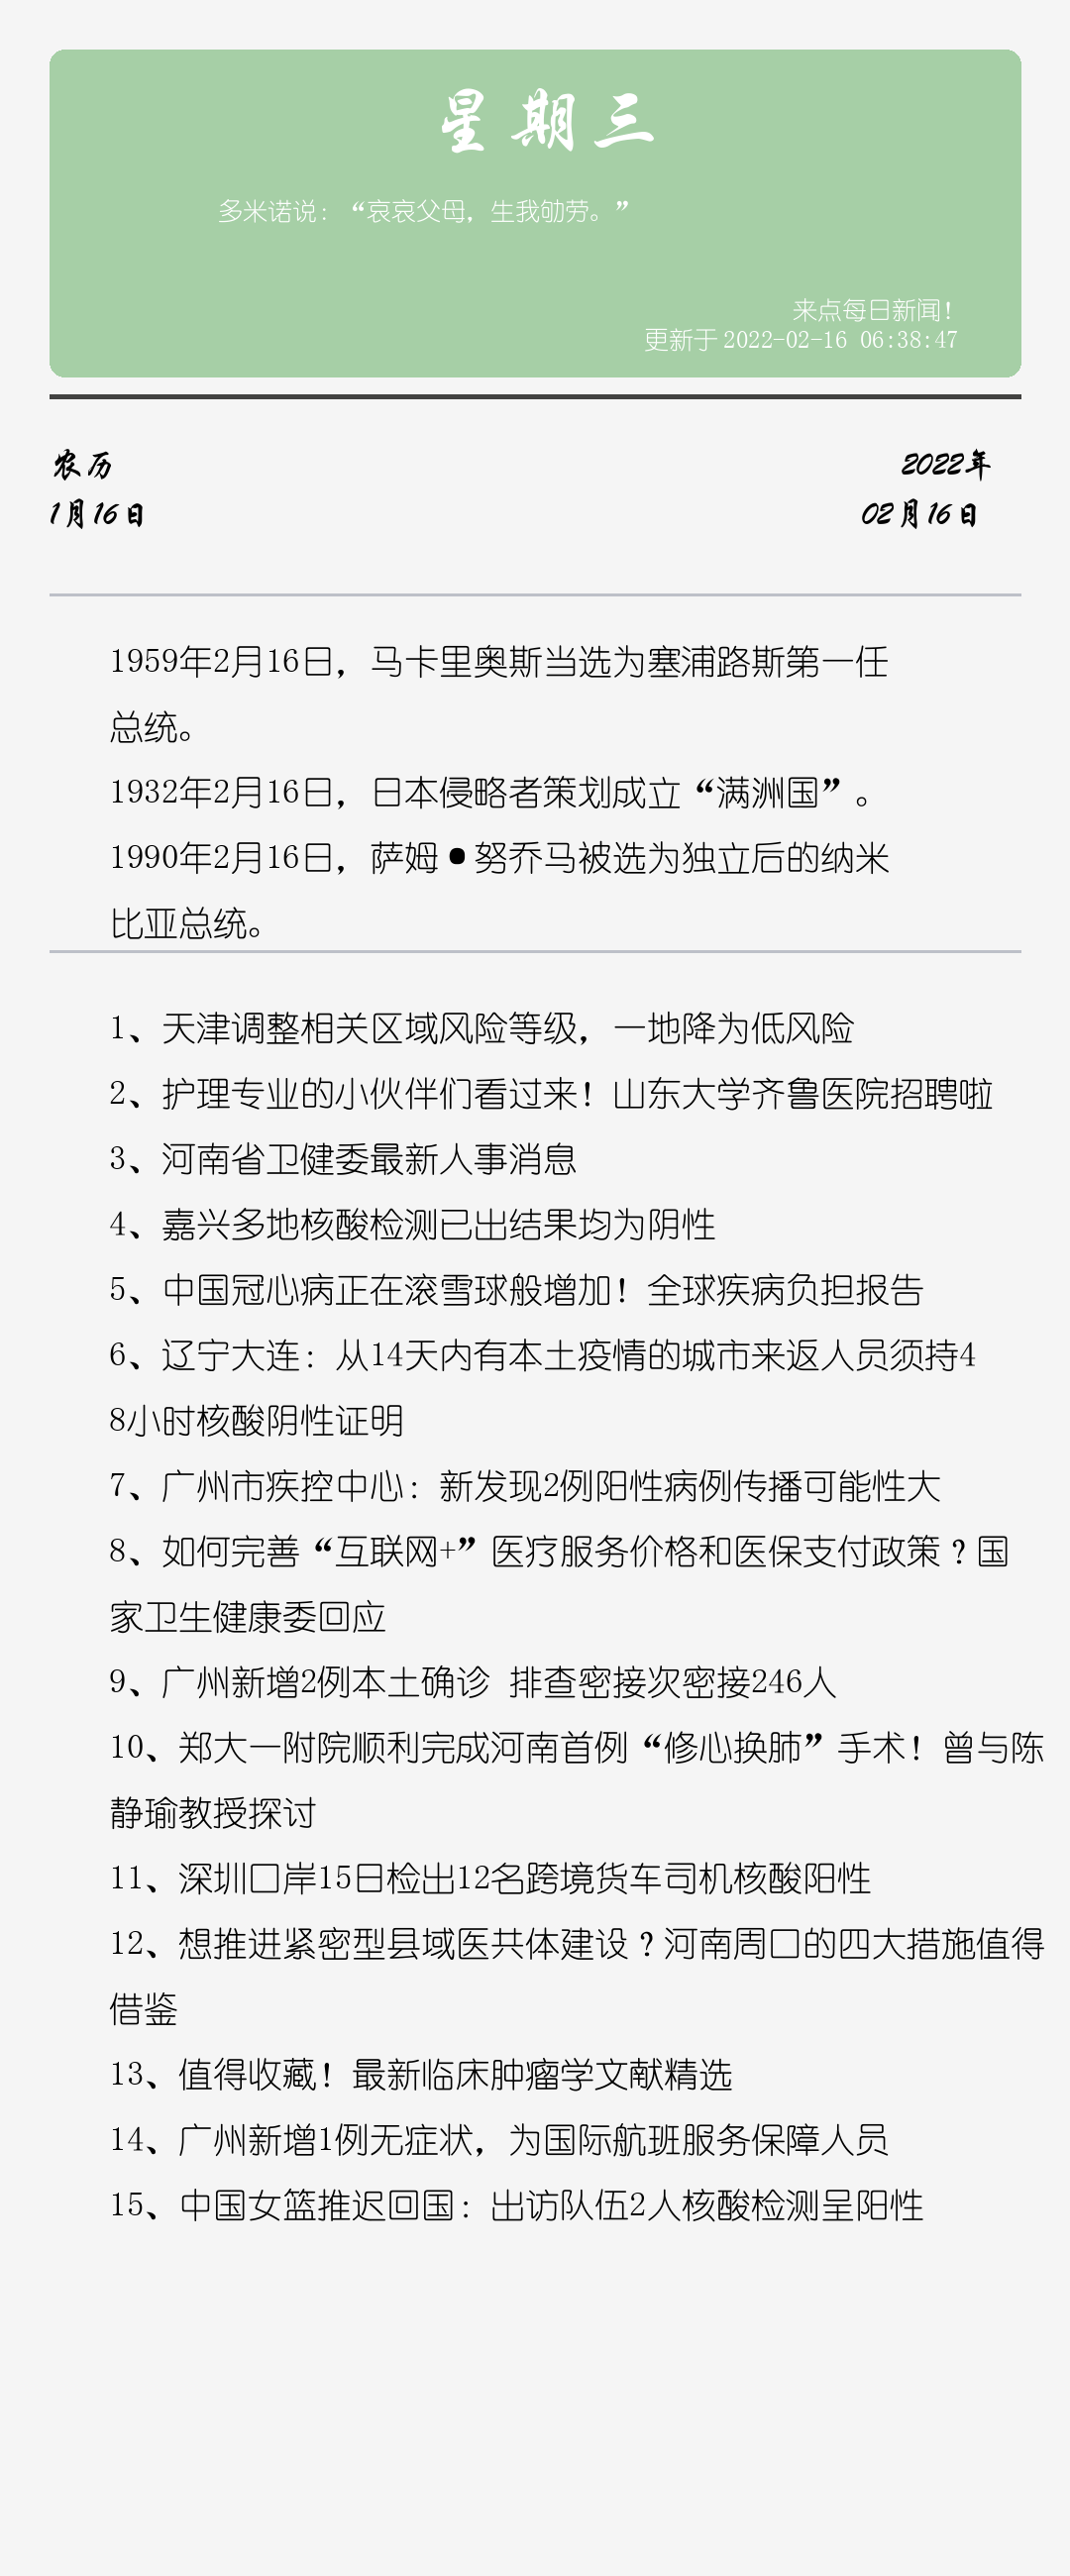 星期三
多米诺说：“哀哀父母，生我劬劳。”
来点每日新闻！
更新于2022-02-16 06:38:47
农历
2022年
1月16日
02月16日
1959年2月16日，马卡里奥斯当选为塞浦路斯第一任
总统。
1932年2月16日，日本侵略者策划成立“满洲国”。
1990年2月16日，萨姆•努乔马被选为独立后的纳米
比亚总统。
1、天津调整相关区域风险等级，一地降为低风险
2、护理专业的小伙伴们看过来！山东大学齐鲁医院招聘啦
3、河南省卫健委最新人事消息
4、嘉兴多地核酸检测已出结果均为阴性
5、中国冠心病正在滚雪球般增加！全球疾病负担报告
6、辽宁大连：从14天内有本土疫情的城市来返人员须持4
8小时核酸阴性证明
7、广州市疾控中心：新发现2例阳性病例传播可能性大
8、如何完善“互联网+”医疗服务价格和医保支付政策？国
家卫生健康委回应
9、广州新增2例本土确诊 排查密接次密接246人
10、郑大一附院顺利完成河南首例“修心换肺”手术！曾与陈
静瑜教授探讨
11、深圳口岸15日检出12名跨境货车司机核酸阳性
12、想推进紧密型县域医共体建设？河南周口的四大措施值得
借鉴
13、值得收藏！最新临床肿瘤学文献精选
14、广州新增1例无症状，为国际航班服务保障人员
15、中国女篮推迟回国：出访队伍2人核酸检测呈阳性